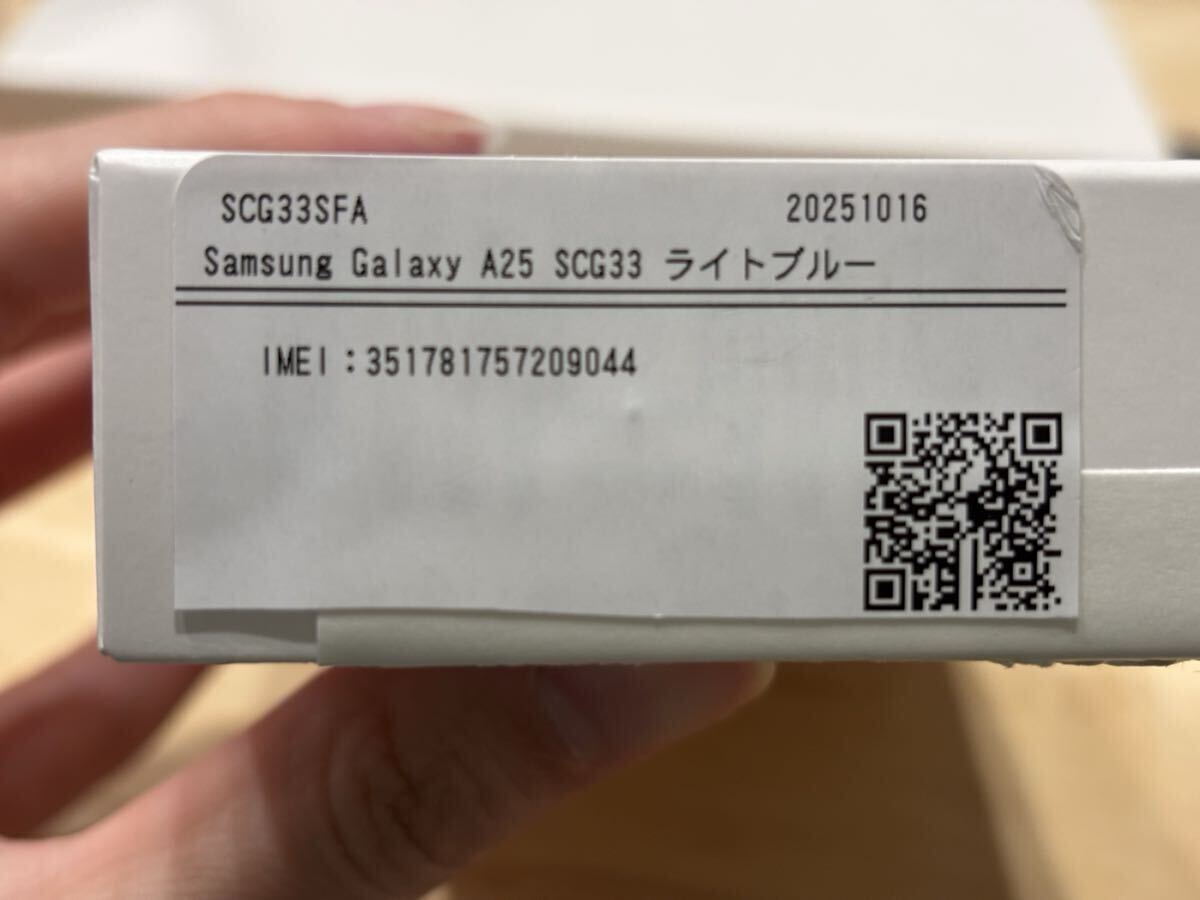 SCG33SFA 20251016
Samsung Galaxy A25 SCG33 ライトブルー
IMEI：351781757209044